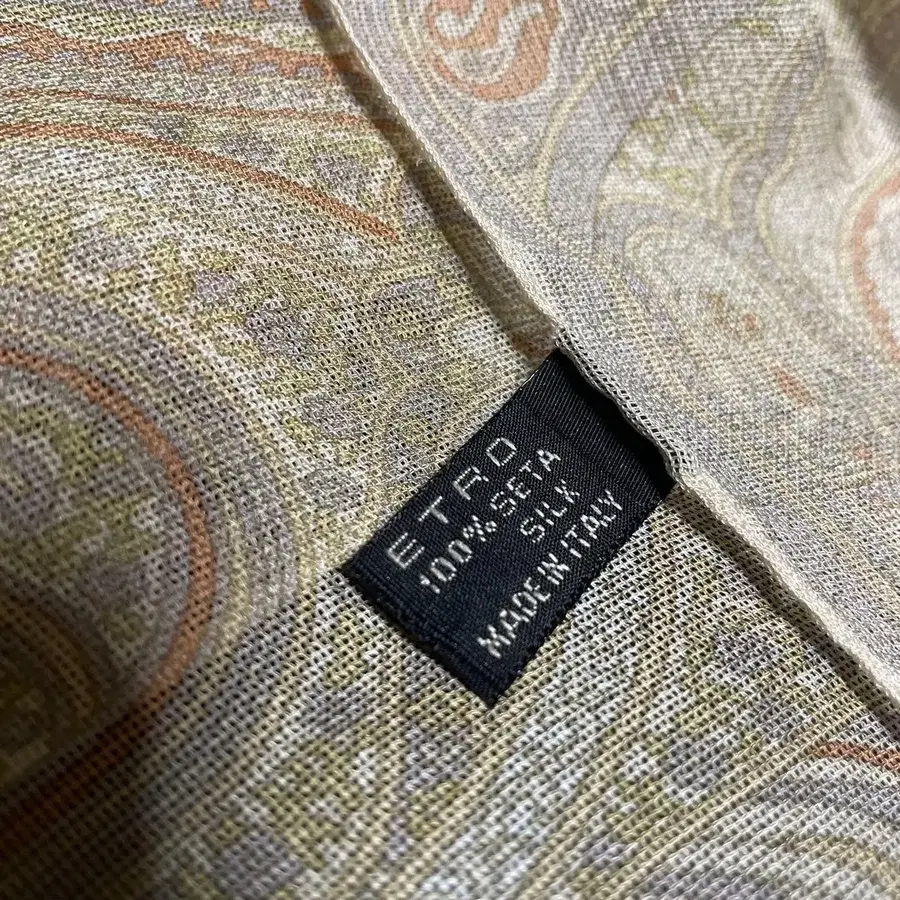 ETRO
100% SETA
SILK
MADE IN ITALY